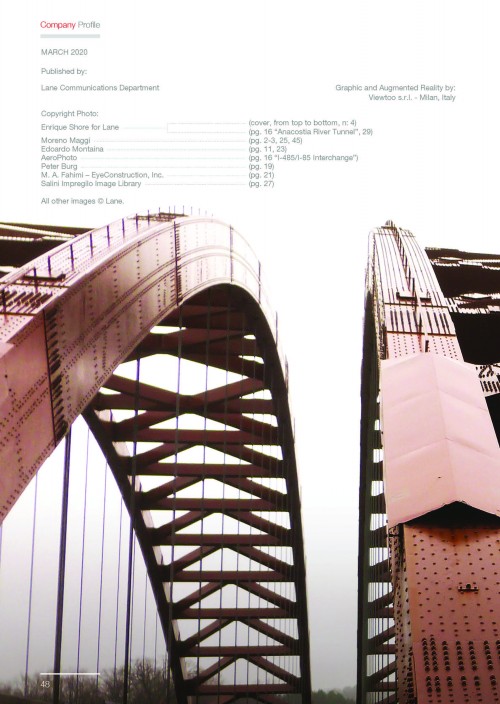 Company Profile
MARCH 2020
Published by:
Lane Communications Department
Graphic and Augmented Reality by:
Viewtoo s.r.l. - Milan, Italy
Copyright Photo:
Enrique Shore for Lane (cover, from top to bottom, n: 4)
(pg. 16 “Anacostia River Tunnel”, 29)
Moreno Maggi (pg. 2-3, 25, 45)
Edoardo Montaina (pg. 11, 23)
AeroPhoto (pg. 16 “I-485/I-85 Interchange”)
Peter Burg (pg. 19)
M. A. Fahimi – EyeConstruction, Inc. (pg. 21)
Salini Impregilo Image Library (pg. 27)
All other images © Lane.
48